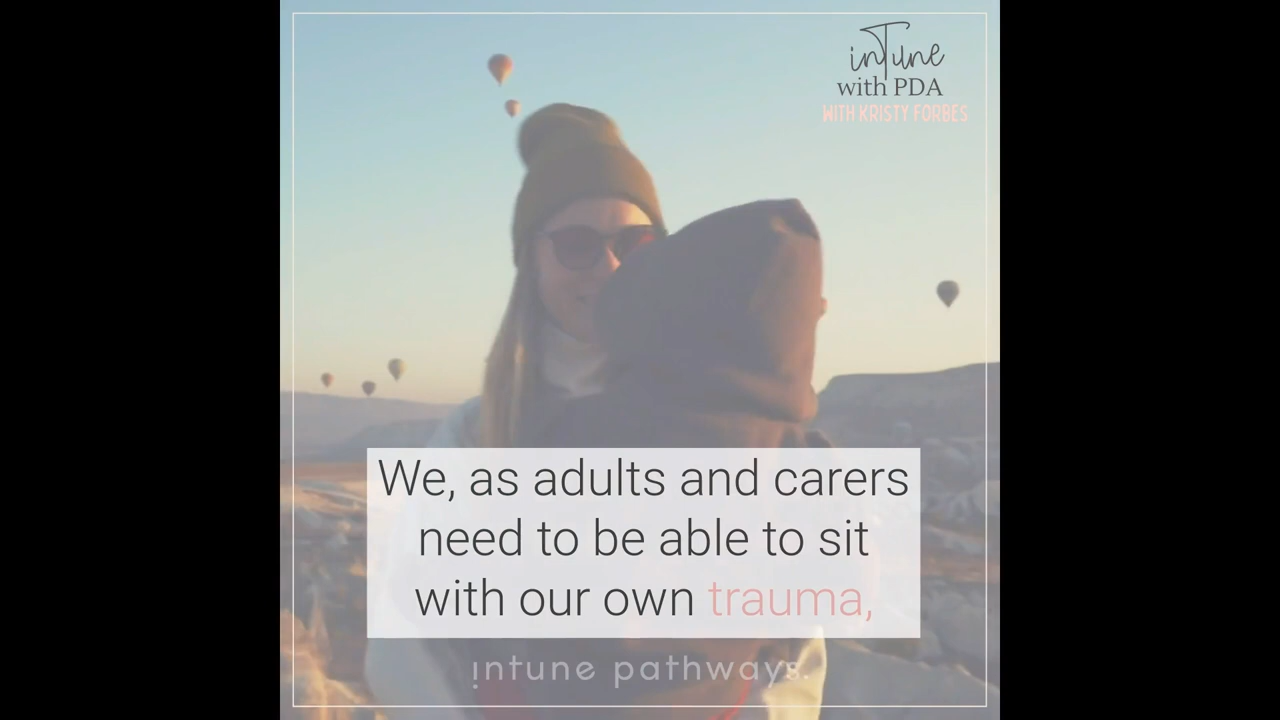 inTune
with PDA
WITH KRISTY FORBES
We, as adults and carers
need to be able to sit
with our own trauma,
intune pathways.